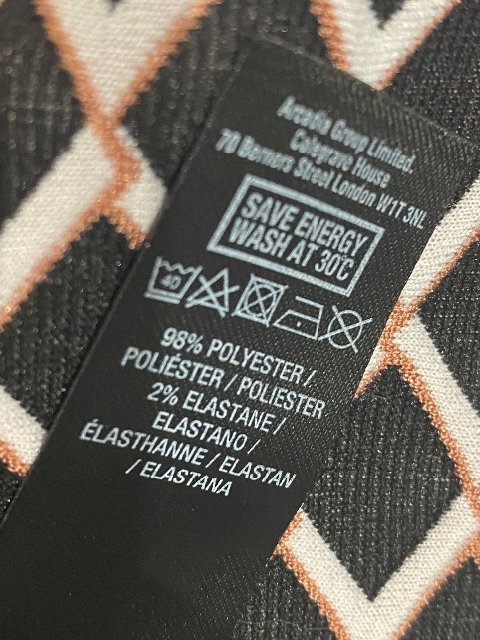 Arcadia Group Limited.
Colegrave House
70 Berners Street London W1T 3NL
SAVE ENERGY
WASH AT 30°C
40
98% POLYESTER /
POLIÉSTER / POLIESTER
2% ELASTANE /
ELASTANO /
ÉLASTHANNE / ELASTAN
/ ELASTANA